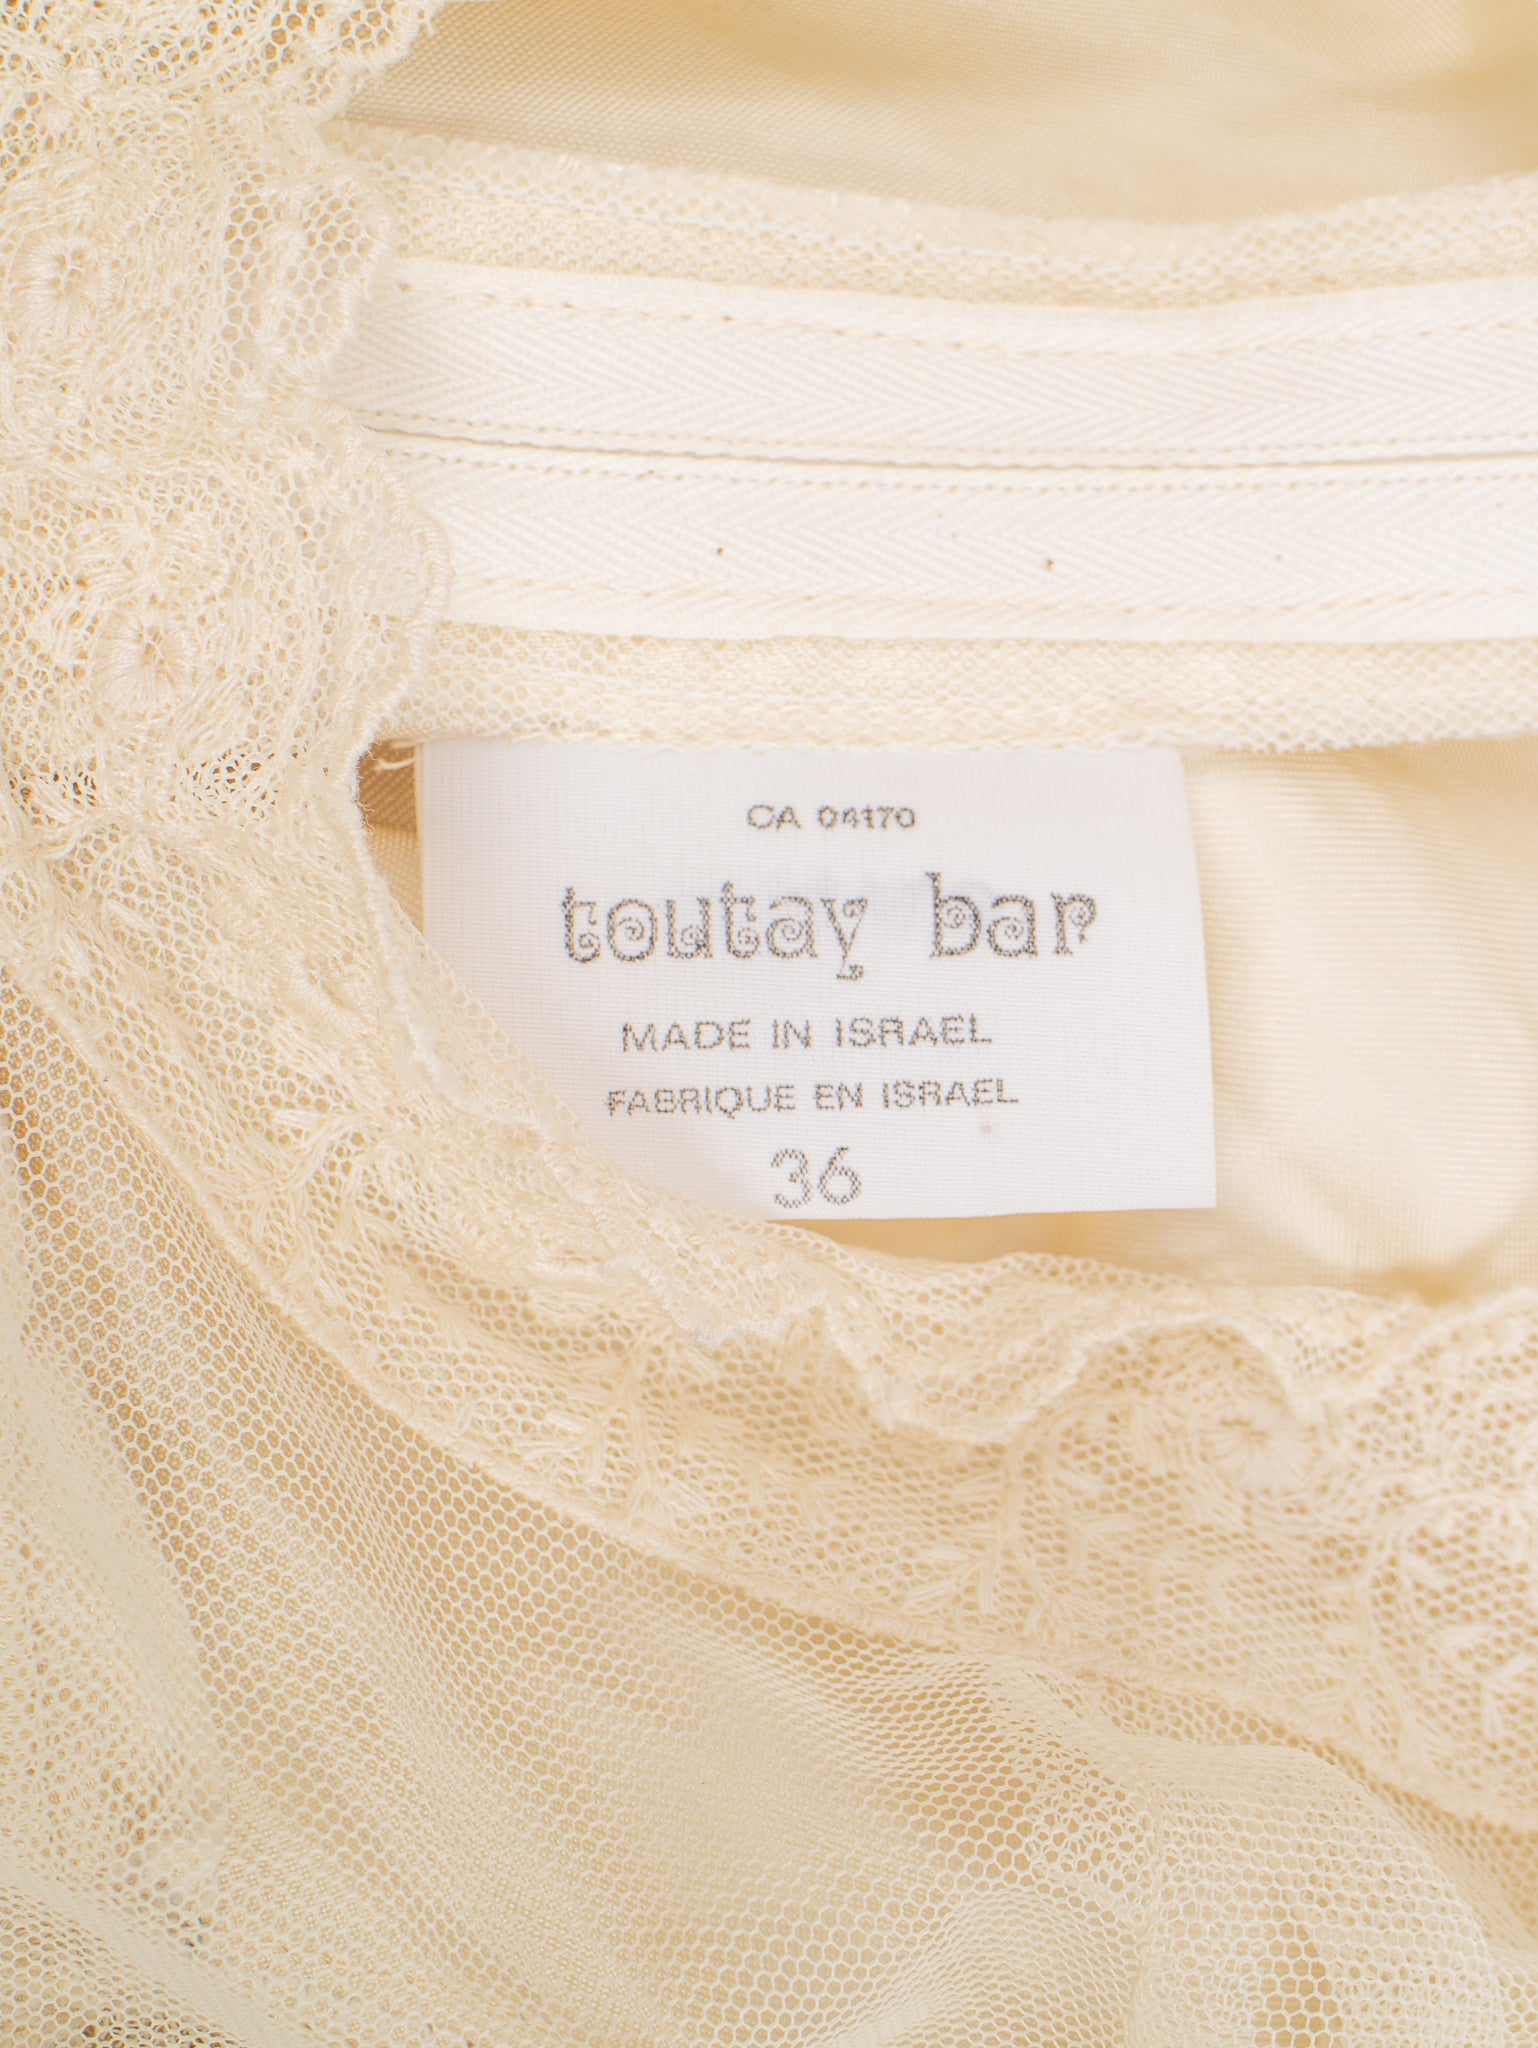 CA 04170
toutay bar
MADE IN ISRAEL
FABRIQUE EN ISRAEL
36